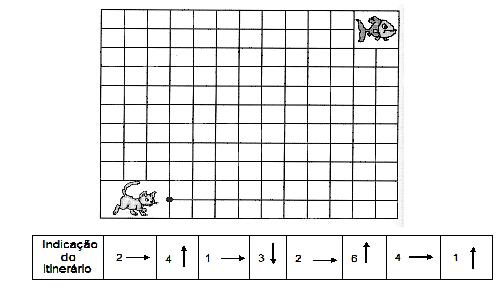 Indicação
do
Itinerário
2 → 4 ↑ 1 → 3 ↓ 2 → 6 ↑ 4 → 1 ↑